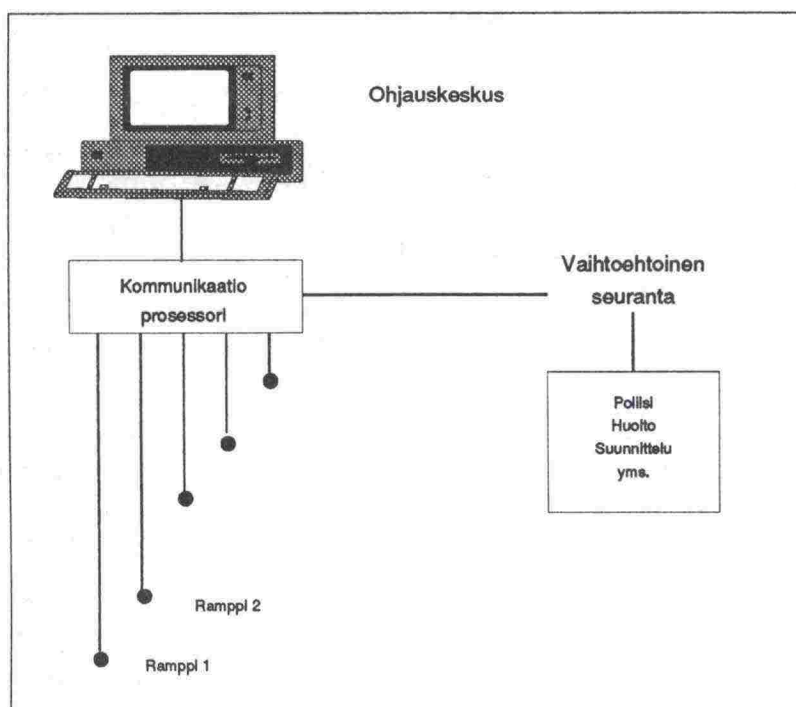 Ohjauskeskus
Kommunikaatio
prosessori
Vaihtoehtoinen
seuranta
Poliisi
Huolto
Suunnittelu
yms.
Ramppi 2
Ramppi 1